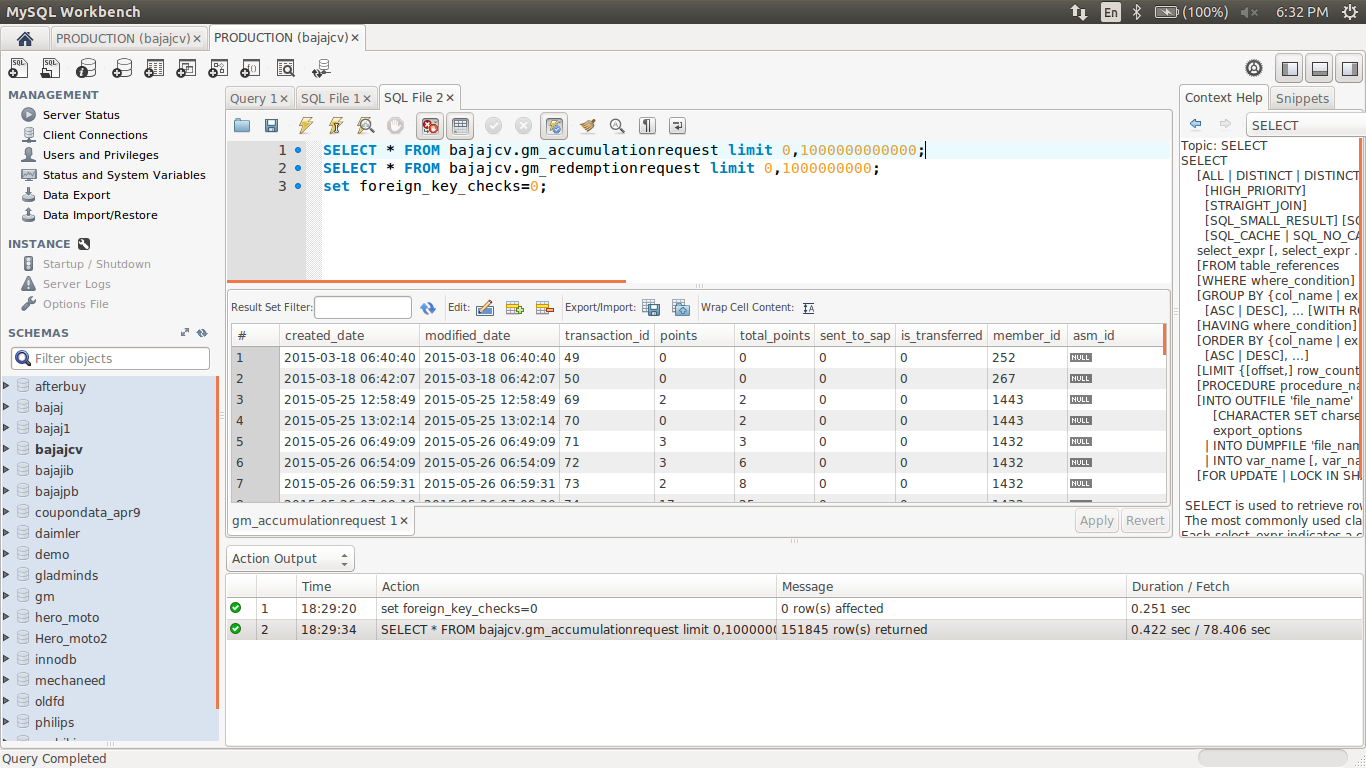 MySQL Workbench
En
(100%)
6:32 PM
PRODUCTION (bajajcv) ×
PRODUCTION (bajajcv) ×
MANAGEMENT
Server Status
Client Connections
Users and Privileges
Status and System Variables
Data Export
Data Import/Restore
INSTANCE
Startup / Shutdown
Server Logs
Options File
SCHEMAS
Filter objects
afterbuy
bajaj
bajaj1
bajajcv
bajajib
bajajpb
coupondata_apr9
daimler
demo
gladminds
gm
hero_moto
Hero_moto2
innodb
mechaneed
oldfd
philips
Query 1 ×
SQL File 1 ×
SQL File 2 ×
1 SELECT * FROM bajajcv.gm_accumulationrequest limit 0,1000000000000;
2 SELECT * FROM bajajcv.gm_redemptionrequest limit 0,1000000000;
3 set foreign_key_checks=0;
Result Set Filter:
Edit:
Export/Import:
Wrap Cell Content:
# created_date modified_date transaction_id points total_points sent_to_sap is_transferred member_id asm_id
1 2015-03-18 06:40:40 2015-03-18 06:40:40 49 0 0 0 0 252 NULL
2 2015-03-18 06:42:07 2015-03-18 06:42:07 50 0 0 0 0 267 NULL
3 2015-05-25 12:58:49 2015-05-25 12:58:49 69 2 2 0 0 1443 NULL
4 2015-05-25 13:02:14 2015-05-25 13:02:14 70 0 2 0 0 1443 NULL
5 2015-05-26 06:49:09 2015-05-26 06:49:09 71 3 3 0 0 1432 NULL
6 2015-05-26 06:54:09 2015-05-26 06:54:09 72 3 6 0 0 1432 NULL
7 2015-05-26 06:59:31 2015-05-26 06:59:31 73 2 8 0 0 1432 NULL
gm_accumulationrequest 1 ×
Apply
Revert
Action Output
Time Action Message Duration / Fetch
1 18:29:20 set foreign_key_checks=0 0 row(s) affected 0.251 sec
2 18:29:34 SELECT * FROM bajajcv.gm_accumulationrequest limit 0,1000000 151845 row(s) returned 0.422 sec / 78.406 sec
Context Help
Snippets
SELECT
Topic: SELECT
SELECT
[ALL | DISTINCT | DISTINCT
[HIGH_PRIORITY]
[STRAIGHT_JOIN]
[SQL_SMALL_RESULT] [SQ
[SQL_CACHE | SQL_NO_CA
select_expr [, select_expr .
[FROM table_references
[WHERE where_condition]
[GROUP BY {col_name | ex
[ASC | DESC], ... [WITH RO
[HAVING where_condition]
[ORDER BY {col_name | ex
[ASC | DESC], ...]
[LIMIT {[offset,] row_count
[PROCEDURE procedure_na
[INTO OUTFILE 'file_name'
[CHARACTER SET charse
export_options
| INTO DUMPFILE 'file_nam
| INTO var_name [, var_na
[FOR UPDATE | LOCK IN SH
SELECT is used to retrieve row
The most commonly used cla
Each select_expr indicates a c
Query Completed